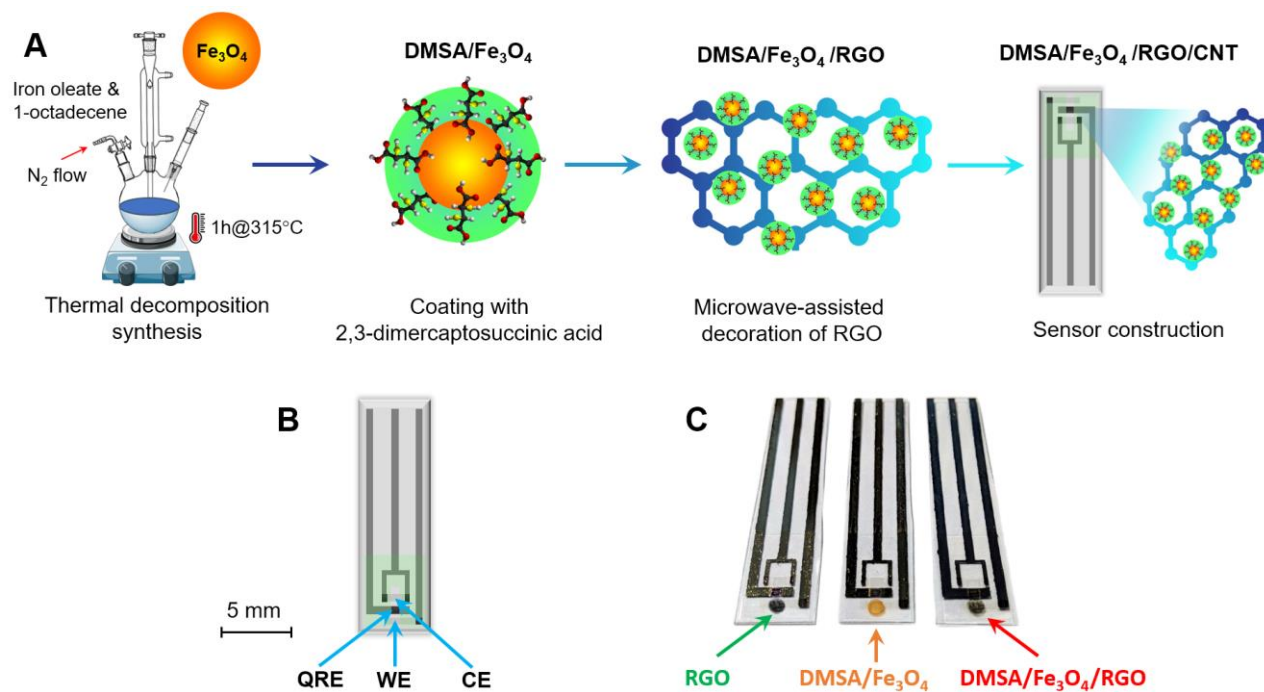 A
Fe₃O₄
Iron oleate &
1-octadecene
N₂ flow
1h@315°C
Thermal decomposition
synthesis
DMSA/Fe₃O₄
Coating with
2,3-dimercaptosuccinic acid
DMSA/Fe₃O₄ /RGO
Microwave-assisted
decoration of RGO
DMSA/Fe₃O₄ /RGO/CNT
Sensor construction
B
5 mm
QRE
WE
CE
C
RGO
DMSA/Fe₃O₄
DMSA/Fe₃O₄/RGO